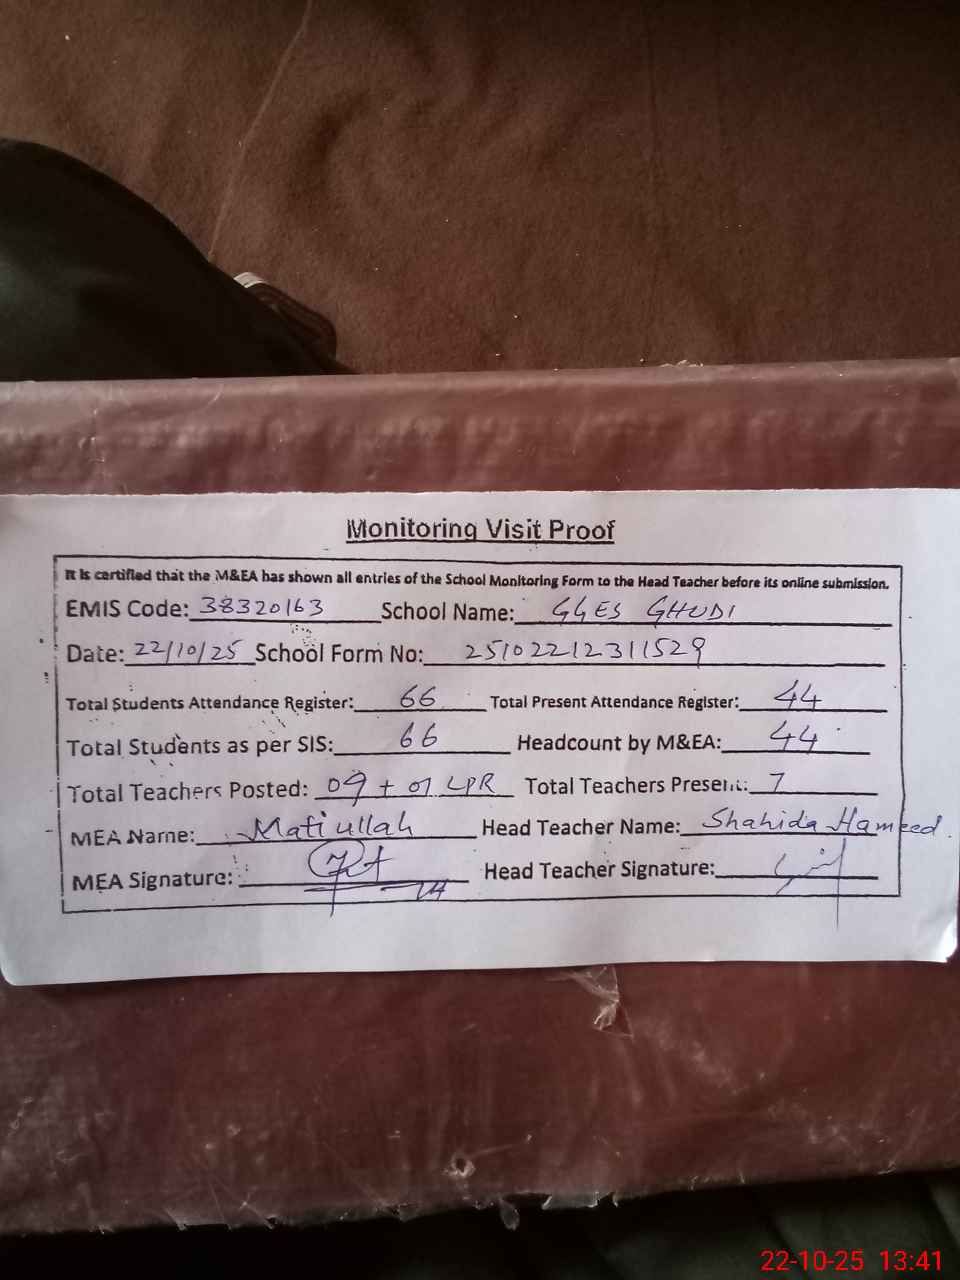 Monitoring Visit Proof
It is certified that the M&EA has shown all entries of the School Monitoring Form to the Head Teacher before its online submission.
EMIS Code: 38320163 School Name: GGES GHUDI
Date: 22/10/25 School Form No: 25102212311529
Total Students Attendance Register: 66 Total Present Attendance Register: 44
Total Students as per SIS: 66 Headcount by M&EA: 44
Total Teachers Posted: 09 + 01 LPR Total Teachers Present: 7
MEA Name: Matiullah Head Teacher Name: Shahida Hameed.
MEA Signature: Head Teacher Signature:
22-10-25 13:41